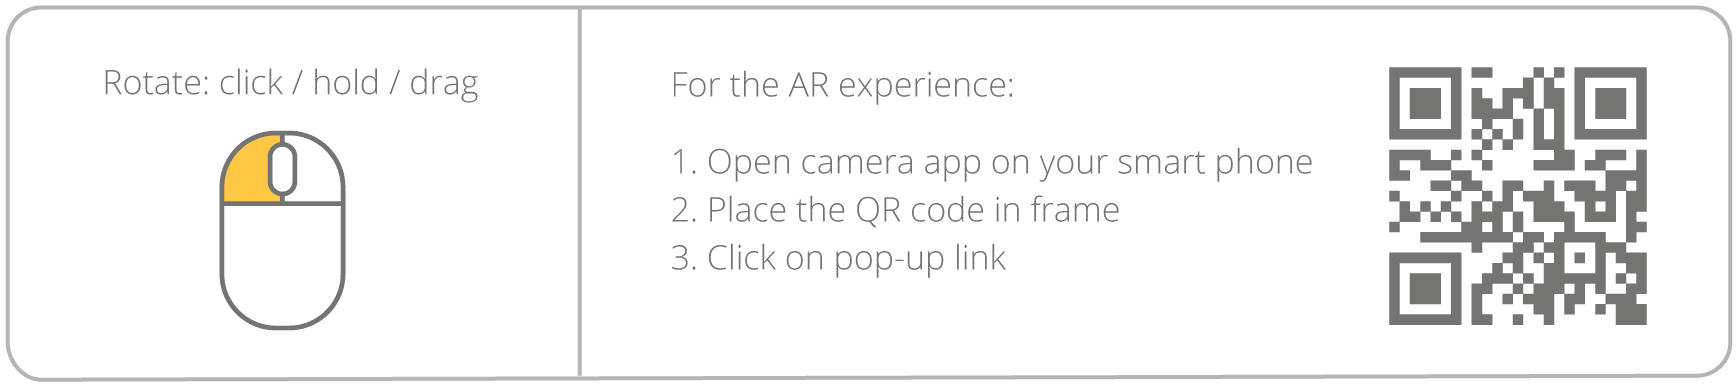 Rotate: click / hold / drag
For the AR experience:
1. Open camera app on your smart phone
2. Place the QR code in frame
3. Click on pop-up link